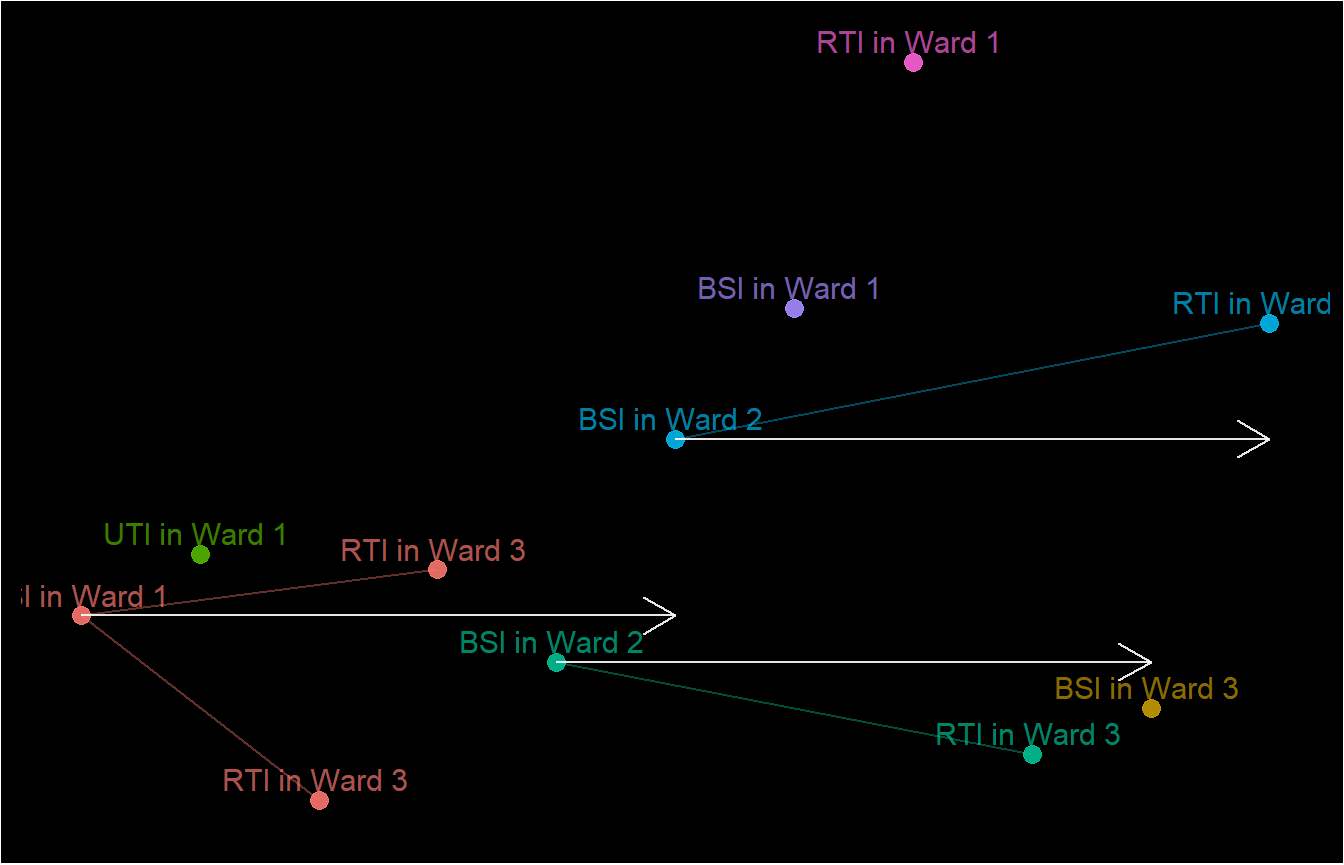 RTI in Ward 1
BSI in Ward 1
RTI in Ward
BSI in Ward 2
UTI in Ward 1
RTI in Ward 3
I in Ward 1
BSI in Ward 2
BSI in Ward 3
RTI in Ward 3
RTI in Ward 3